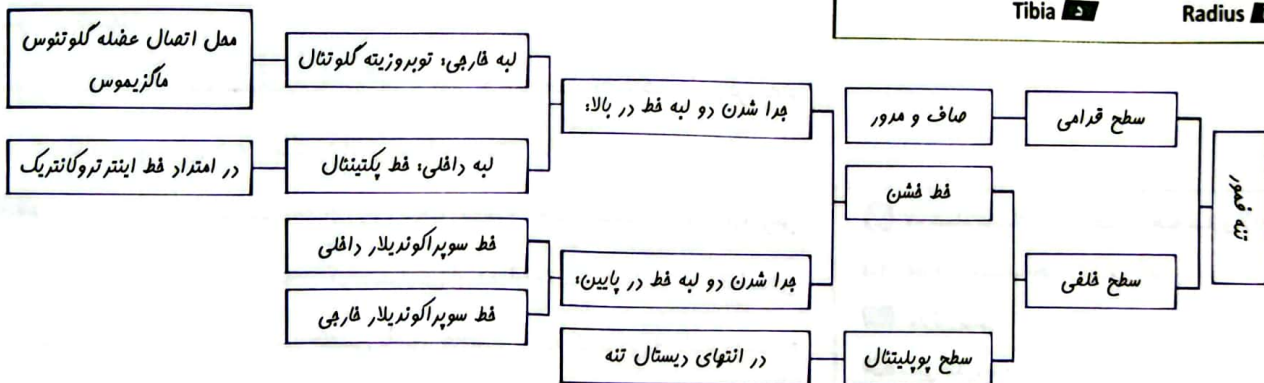 Radius
د Tibia
تنه فمور
سطح قدامی
صاف و مدور
سطح خلفی
خط خشن
جدا شدن دو لبه خط در بالا:
لبه خارجی: توبروزیته گلوتئال
محل اتصال عضله گلوتئوس
ماگزیموس
لبه داخلی: خط پکتینئال
در امتداد خط اینترتروکانتریک
جدا شدن دو لبه خط در پایین:
خط سوپراکوندیلار داخلی
خط سوپراکوندیلار خارجی
سطح پوپلیتئال
در انتهای دیستال تنه